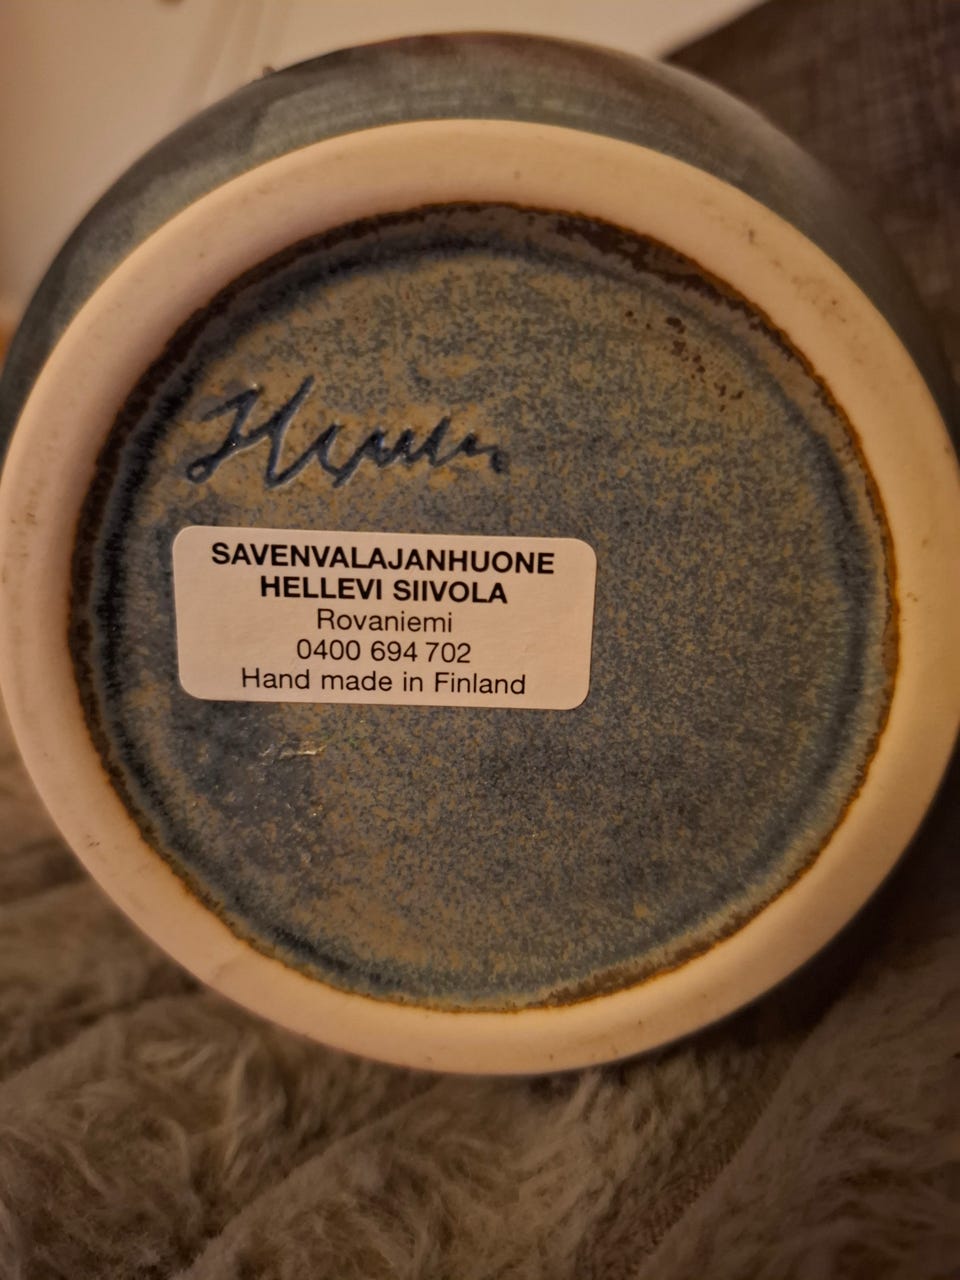 SAVENVALAJANHUONE
HELLEVI SIIVOLA
Rovaniemi
0400 694 702
Hand made in Finland